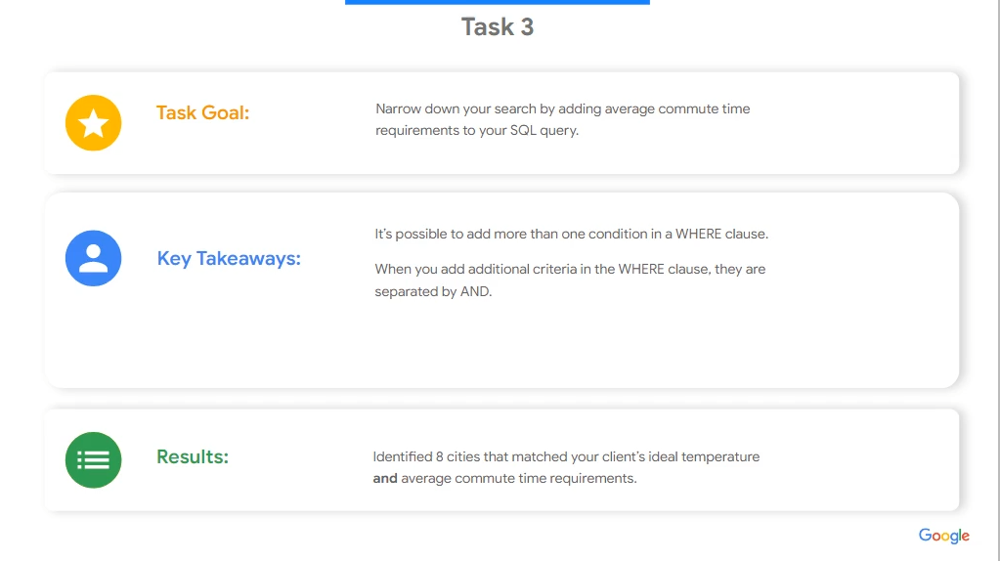 Task 3
Task Goal:
Narrow down your search by adding average commute time
requirements to your SQL query.
Key Takeaways:
It’s possible to add more than one condition in a WHERE clause.
When you add additional criteria in the WHERE clause, they are
separated by AND.
Results:
Identified 8 cities that matched your client’s ideal temperature
and average commute time requirements.
Google